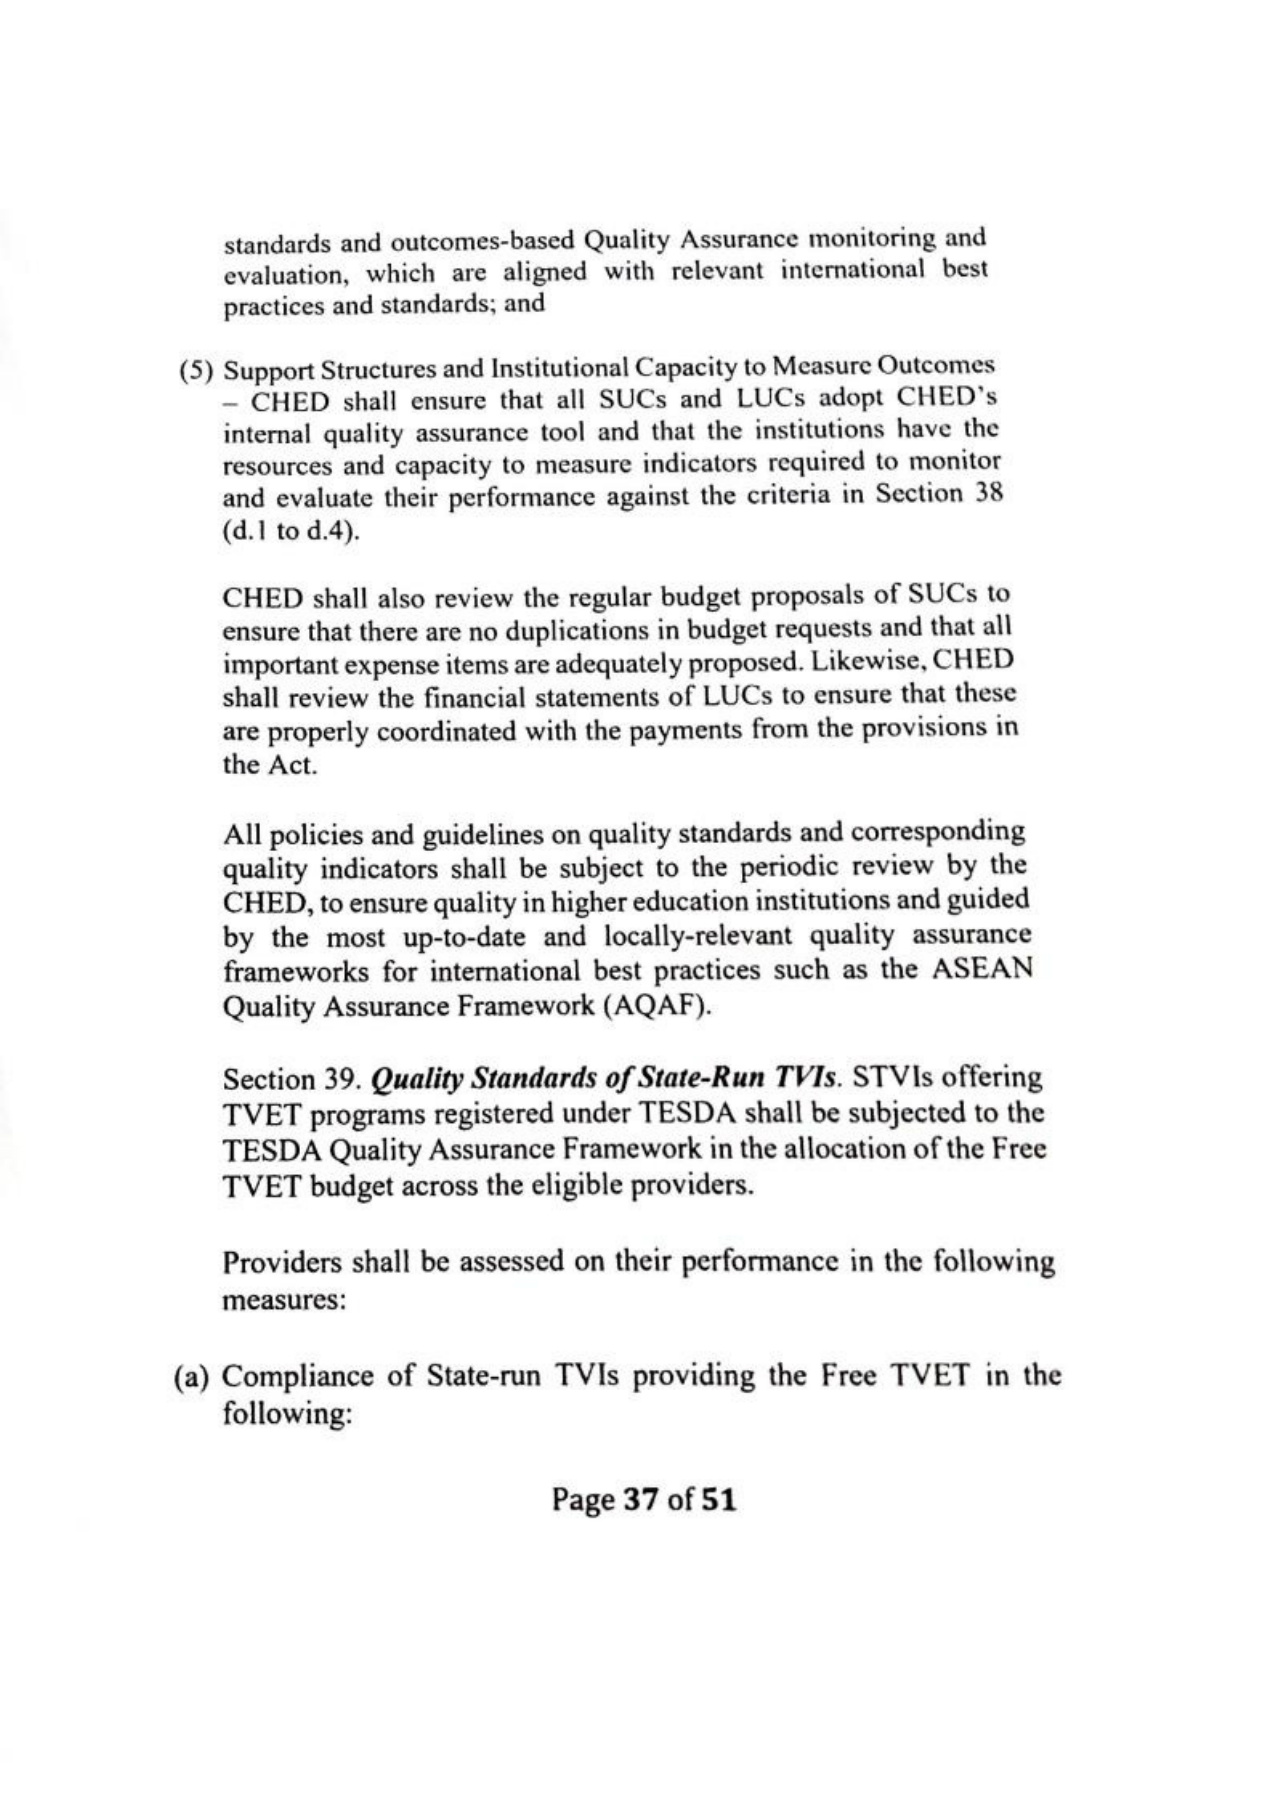 standards and outcomes-based Quality Assurance monitoring and
evaluation, which are aligned with relevant international best
practices and standards; and
(5) Support Structures and Institutional Capacity to Measure Outcomes
– CHED shall ensure that all SUCs and LUCs adopt CHED's
internal quality assurance tool and that the institutions have the
resources and capacity to measure indicators required to monitor
and evaluate their performance against the criteria in Section 38
(d.1 to d.4).
CHED shall also review the regular budget proposals of SUCs to
ensure that there are no duplications in budget requests and that all
important expense items are adequately proposed. Likewise, CHED
shall review the financial statements of LUCs to ensure that these
are properly coordinated with the payments from the provisions in
the Act.
All policies and guidelines on quality standards and corresponding
quality indicators shall be subject to the periodic review by the
CHED, to ensure quality in higher education institutions and guided
by the most up-to-date and locally-relevant quality assurance
frameworks for international best practices such as the ASEAN
Quality Assurance Framework (AQAF).
Section 39. Quality Standards of State-Run TVIs. STVIs offering
TVET programs registered under TESDA shall be subjected to the
TESDA Quality Assurance Framework in the allocation of the Free
TVET budget across the eligible providers.
Providers shall be assessed on their performance in the following
measures:
(a) Compliance of State-run TVIs providing the Free TVET in the
following:
Page 37 of 51